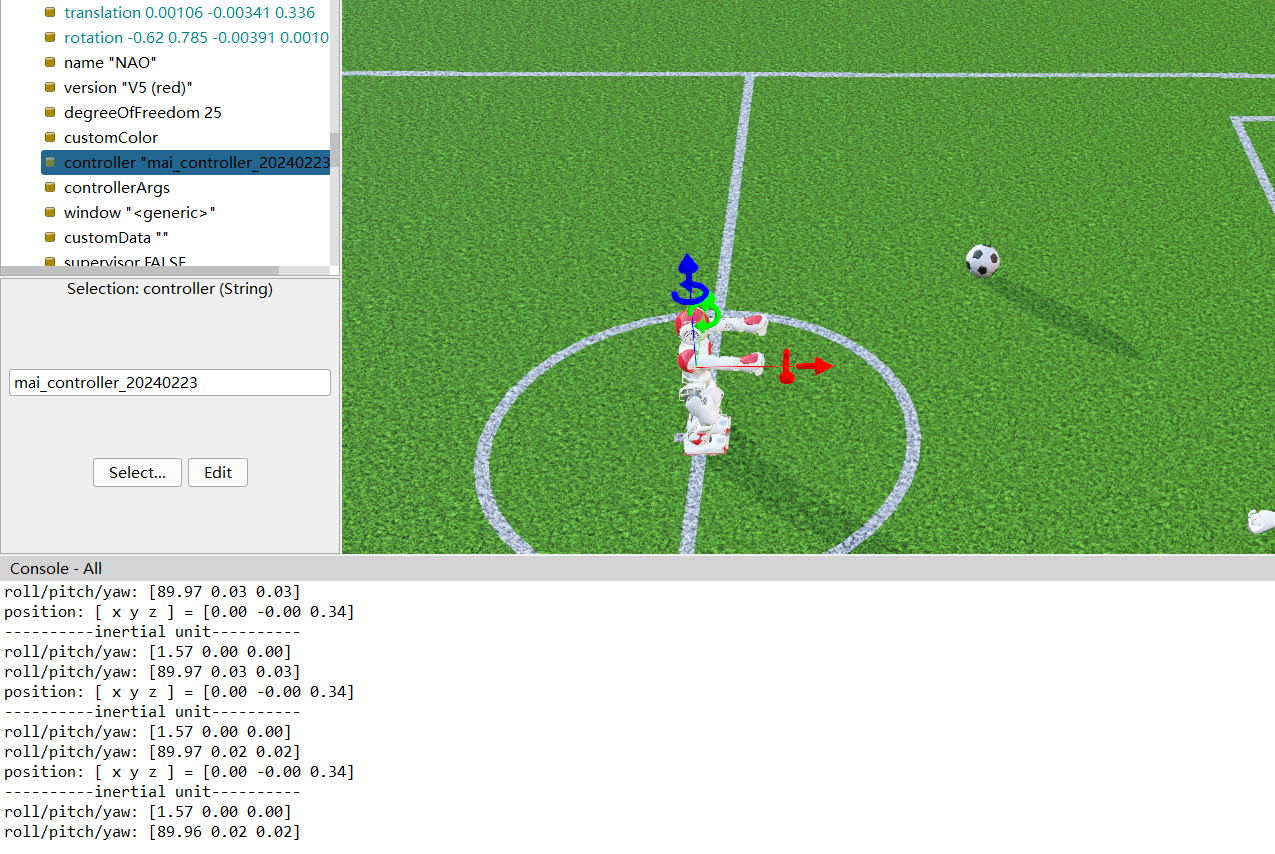 translation 0.00106 -0.00341 0.336
rotation -0.62 0.785 -0.00391 0.0010
name "NAO"
version "V5 (red)"
degreeOfFreedom 25
customColor
controller "mai_controller_20240223
controllerArgs
window "<generic>"
customData ""
supervisor FALSE
Selection: controller (String)
mai_controller_20240223
Select... Edit
Console - All
roll/pitch/yaw: [89.97 0.03 0.03]
position: [ x y z ] = [0.00 -0.00 0.34]
----------inertial unit----------
roll/pitch/yaw: [1.57 0.00 0.00]
roll/pitch/yaw: [89.97 0.03 0.03]
position: [ x y z ] = [0.00 -0.00 0.34]
----------inertial unit----------
roll/pitch/yaw: [1.57 0.00 0.00]
roll/pitch/yaw: [89.97 0.02 0.02]
position: [ x y z ] = [0.00 -0.00 0.34]
----------inertial unit----------
roll/pitch/yaw: [1.57 0.00 0.00]
roll/pitch/yaw: [89.96 0.02 0.02]